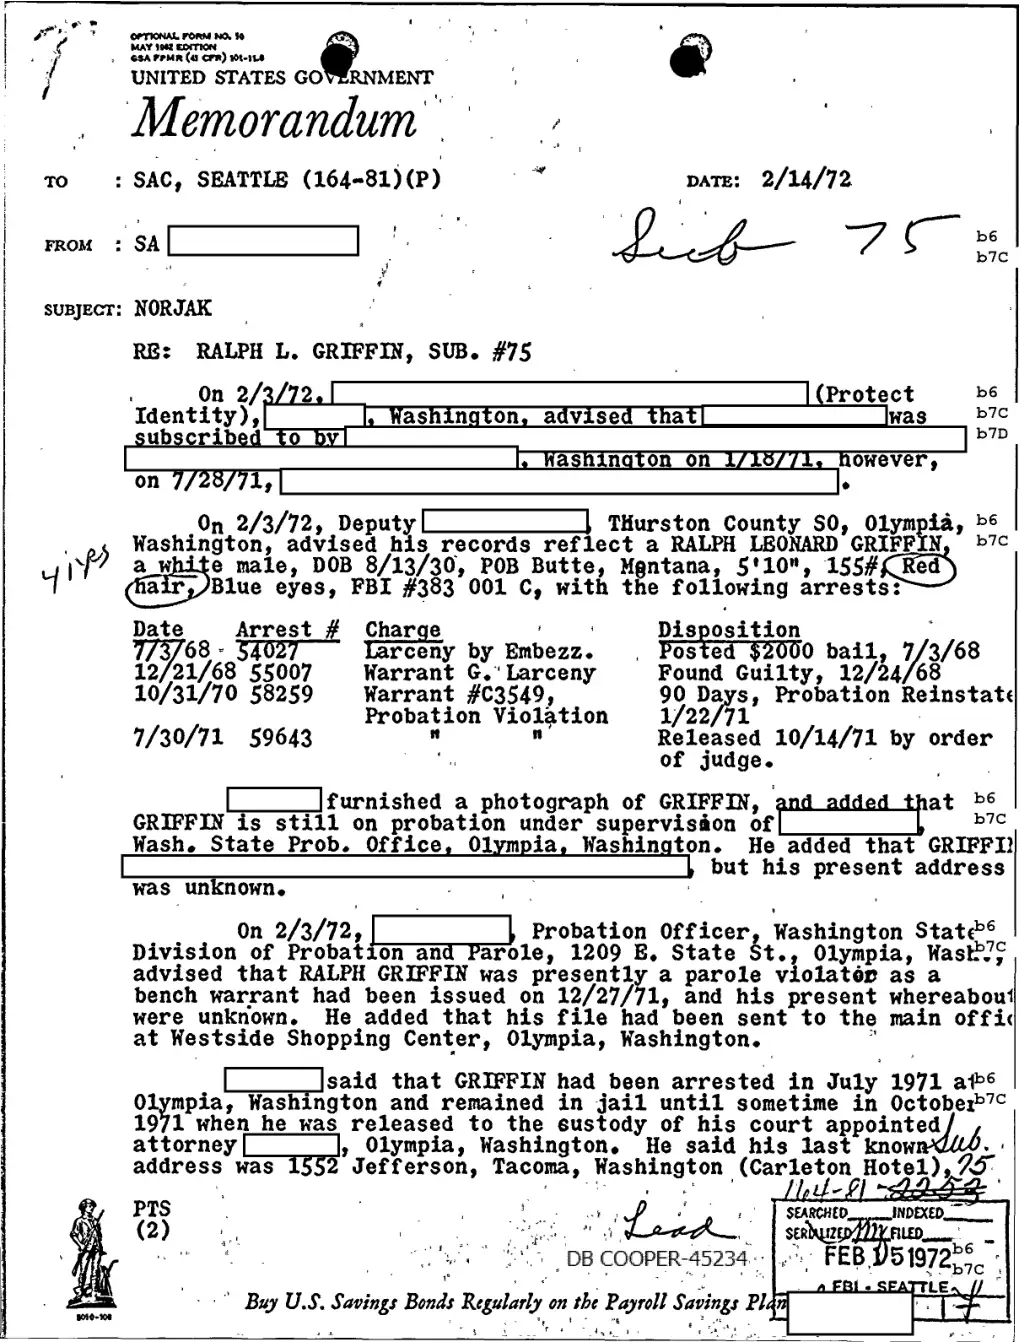 OPTIONAL FORM NO. 10
MAY 1962 EDITION
GSA FPMR (41 CFR) 101-11.6
UNITED STATES GOVERNMENT
Memorandum
TO : SAC, SEATTLE (164-81)(P) DATE: 2/14/72
Sub 75
FROM : SA b6
b7C
SUBJECT: NORJAK
RE: RALPH L. GRIFFIN, SUB. #75
On 2/3/72, (Protect b6
Identity), , Washington, advised that was b7C
subscribed to by b7D
, Washington on 1/18/71, however,
on 7/28/71, .
On 2/3/72, Deputy , THurston County SO, Olympia, b6
Washington, advised his records reflect a RALPH LEONARD GRIFFIN, b7C
41 yrs a white male, DOB 8/13/30, POB Butte, Montana, 5'10", 155#, Red
hair, Blue eyes, FBI #383 001 C, with the following arrests:
Date Arrest # Charge Disposition
7/3/68 - 54027 Larceny by Embezz. Posted $2000 bail, 7/3/68
12/21/68 55007 Warrant G. Larceny Found Guilty, 12/24/68
10/31/70 58259 Warrant #C3549, 90 Days, Probation Reinstate
Probation Violation 1/22/71
7/30/71 59643 " " Released 10/14/71 by order
of judge.
furnished a photograph of GRIFFIN, and added that b6
GRIFFIN is still on probation under supervision of , b7C
Wash. State Prob. Office, Olympia, Washington. He added that GRIFFIN
, but his present address
was unknown.
On 2/3/72, , Probation Officer, Washington State b6
Division of Probation and Parole, 1209 E. State St., Olympia, Wash., b7C
advised that RALPH GRIFFIN was presently a parole violator as a
bench warrant had been issued on 12/27/71, and his present whereabout
were unknown. He added that his file had been sent to the main offic
at Westside Shopping Center, Olympia, Washington.
said that GRIFFIN had been arrested in July 1971 at b6
Olympia, Washington and remained in jail until sometime in October b7C
1971 when he was released to the custody of his court appointed
attorney , Olympia, Washington. He said his last known Sub.
address was 1552 Jefferson, Tacoma, Washington (Carleton Hotel), 75
164-81-2252
PTS
(2)
Lead
SEARCHED INDEXED
SERIALIZED FILED
FEB 15 1972 b6
b7C
FBI - SEATTLE
DB COOPER-45234
Buy U.S. Savings Bonds Regularly on the Payroll Savings Plan
5010-108